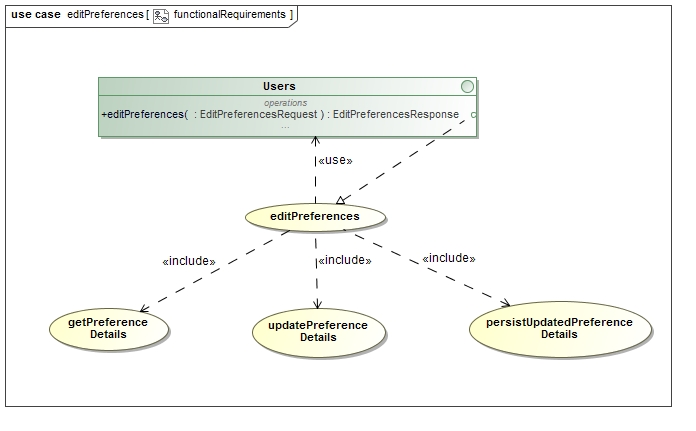 use case editPreferences [ functionalRequirements ]
Users
operations
+editPreferences( : EditPreferencesRequest ) : EditPreferencesResponse
...
«use»
editPreferences
«include»
«include»
«include»
getPreference
Details
updatePreference
Details
persistUpdatedPreference
Details